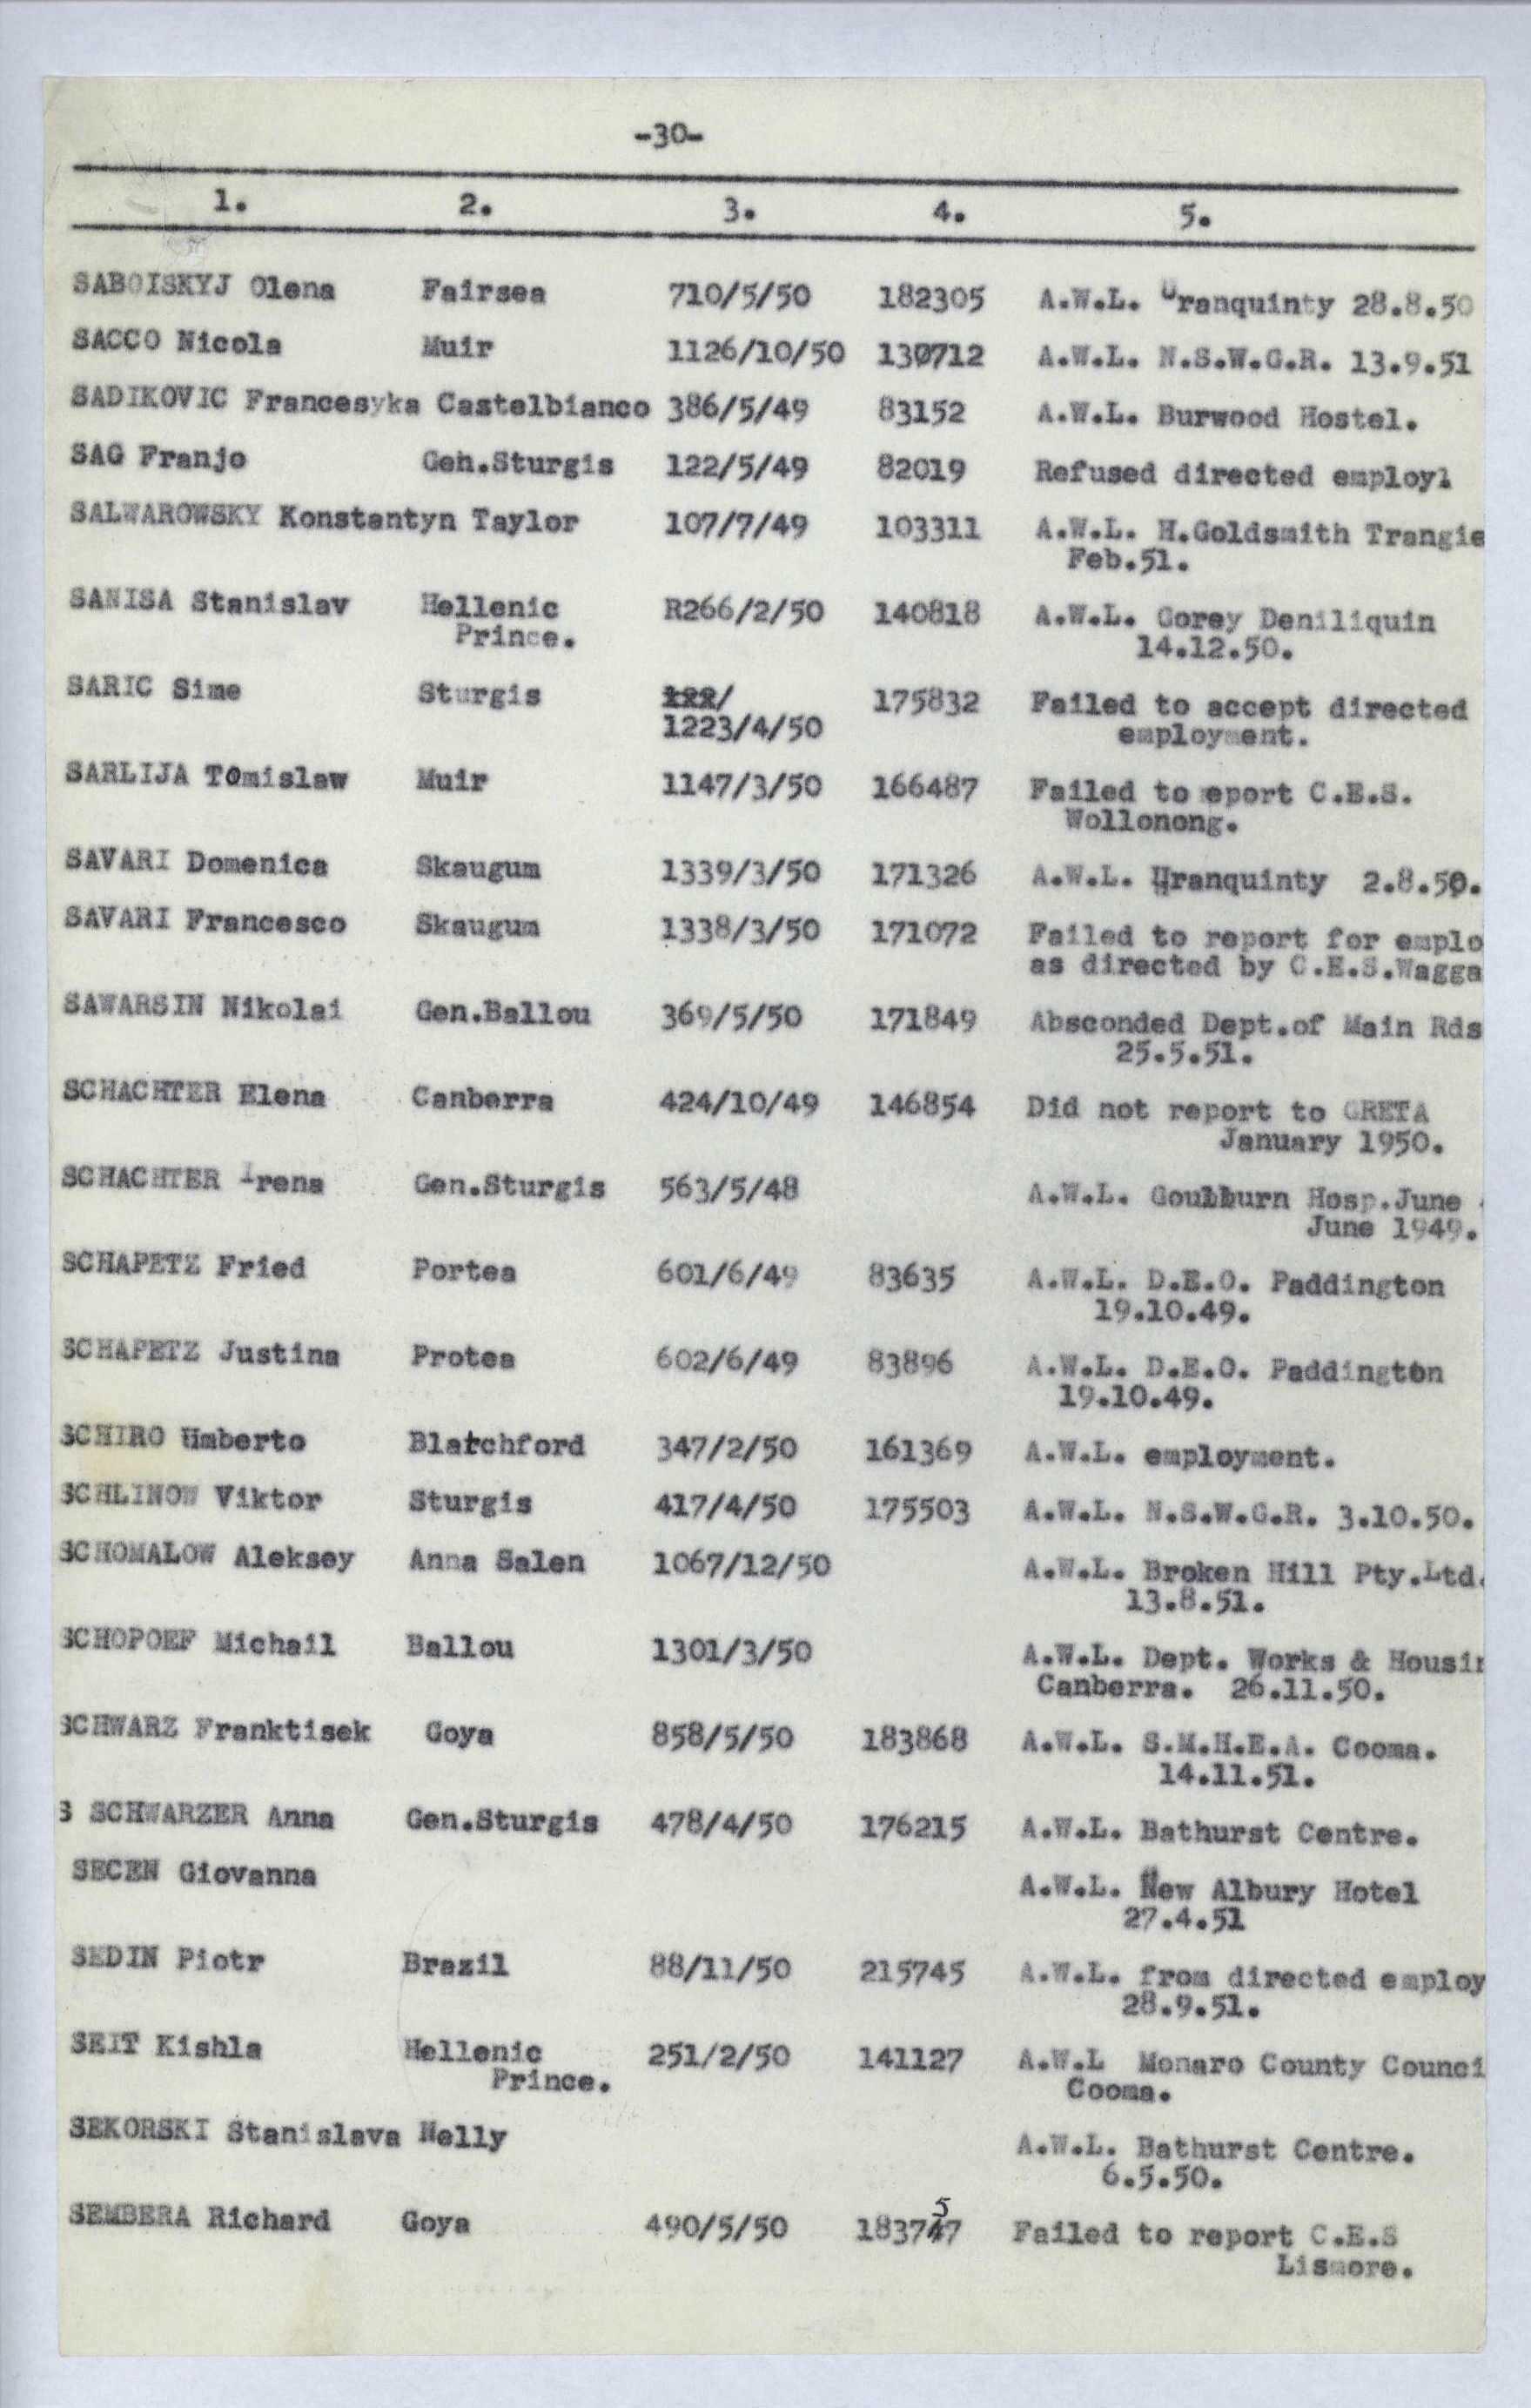 -30-
1. 2. 3. 4. 5.
SABOISKYJ Olena Fairsea 710/5/50 182305 A.W.L. Uranquinty 28.8.50
SACCO Nicola Muir 1126/10/50 130712 A.W.L. N.S.W.G.R. 13.9.51
SADIKOVIC Francesyka Castelbianco 386/5/49 83152 A.W.L. Burwood Hostel.
SAG Franjo Geh.Sturgis 122/5/49 82019 Refused directed employ
SALWAROWSKY Konstantyn Taylor 107/7/49 103311 A.W.L. H.Goldsmith Trangie
Feb.51.
SANISA Stanislav Hellenic R266/2/50 140818 A.W.L. Gorey Deniliquin
Prince. 14.12.50.
SARIC Sime Sturgis 122/ 175832 Failed to accept directed
1223/4/50 employment.
SARLIJA Tomislaw Muir 1147/3/50 166487 Failed to eport C.E.S.
Wollonong.
SAVARI Domenica Skaugum 1339/3/50 171326 A.W.L. Uranquinty 2.8.50.
SAVARI Francesco Skaugum 1338/3/50 171072 Failed to report for emplo
as directed by C.E.S.Wagga
SAWARSIN Nikolai Gen.Ballou 369/5/50 171849 Absconded Dept.of Main Rds
25.5.51.
SCHACHTER Elena Canberra 424/10/49 146854 Did not report to GRETA
January 1950.
SCHACHTER Irena Gen.Sturgis 563/5/48 A.W.L. Goulburn Hosp.June
June 1949.
SCHAPETZ Fried Portea 601/6/49 83635 A.W.L. D.E.O. Paddington
19.10.49.
SCHAPETZ Justina Protea 602/6/49 83896 A.W.L. D.E.O. Paddington
19.10.49.
SCHIRO Umberto Blatchford 347/2/50 161369 A.W.L. employment.
SCHLINOW Viktor Sturgis 417/4/50 175503 A.W.L. N.S.W.G.R. 3.10.50.
SCHOMALOW Aleksey Anna Salen 1067/12/50 A.W.L. Broken Hill Pty.Ltd.
13.8.51.
SCHOPOEF Michail Ballou 1301/3/50 A.W.L. Dept. Works & Housin
Canberra. 26.11.50.
SCHWARZ Franktisek Goya 858/5/50 183868 A.W.L. S.M.H.E.A. Cooma.
14.11.51.
S SCHWARZER Anna Gen.Sturgis 478/4/50 176215 A.W.L. Bathurst Centre.
SECEN Giovanna A.W.L. New Albury Hotel
27.4.51
SEDIN Piotr Brazil 88/11/50 215745 A.W.L. from directed employ
28.9.51.
SEIT Kishla Hellenic 251/2/50 141127 A.W.L Monaro County Counci
Prince. Cooma.
SEKORSKI Stanislava Nelly A.W.L. Bathurst Centre.
6.5.50.
SEMBERA Richard Goya 490/5/50 183757 Failed to report C.E.S
Lismore.